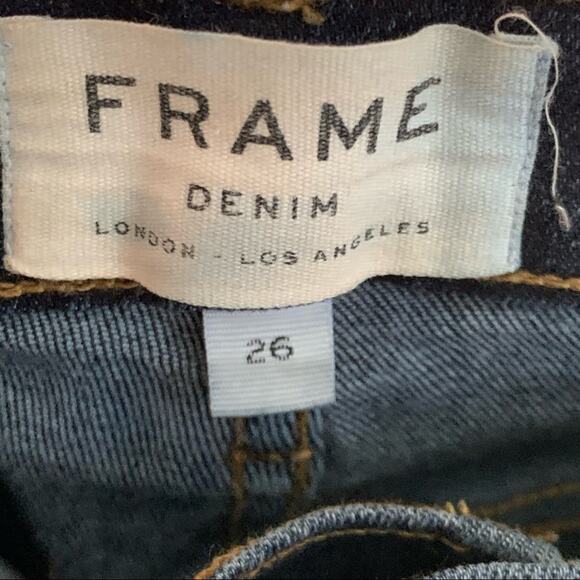 FRAME
DENIM
LONDON - LOS ANGELES
26